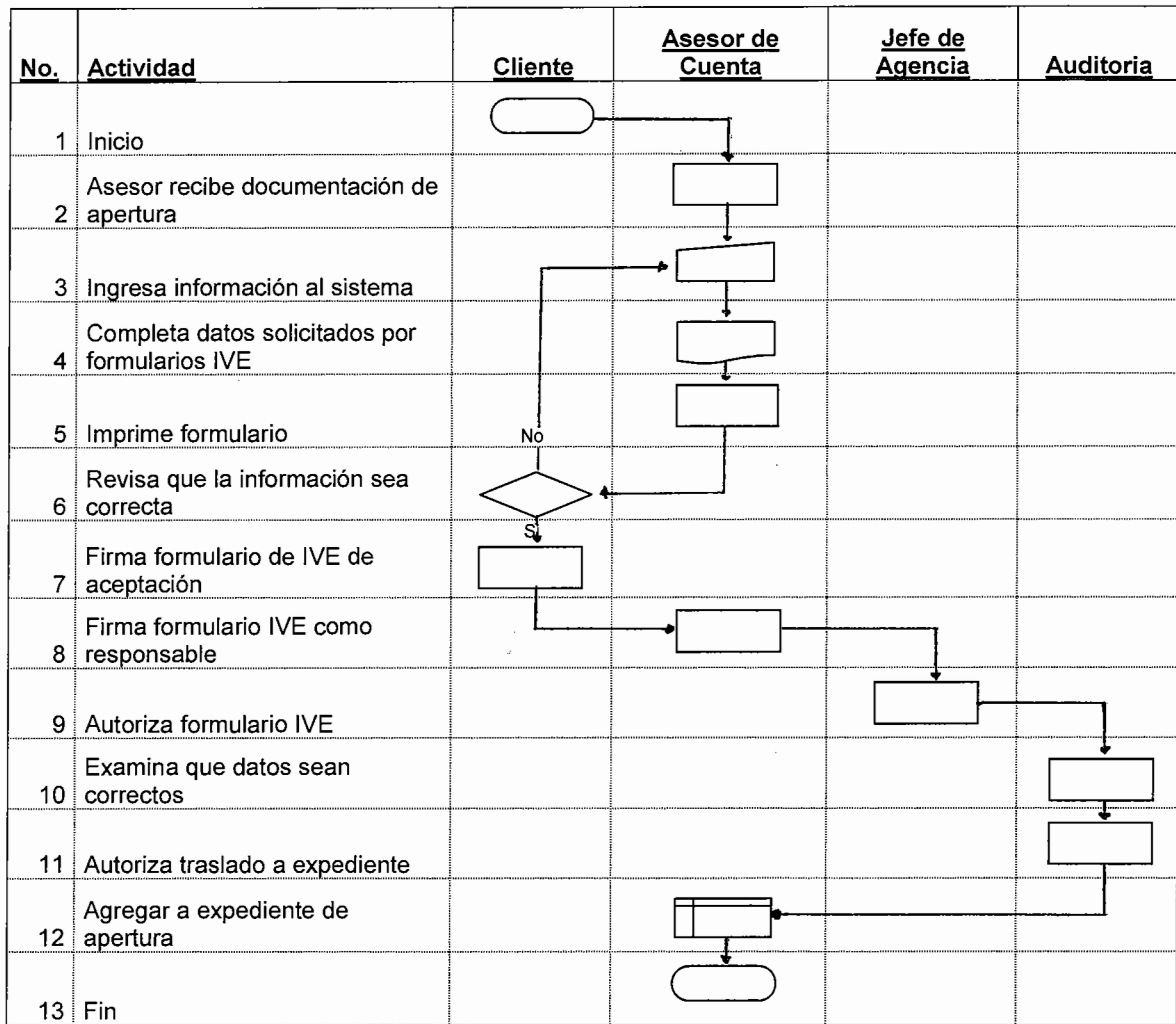 No. Actividad Cliente Asesor de Cuenta Jefe de Agencia Auditoria
1 Inicio
Asesor recibe documentación de
2 apertura
3 Ingresa información al sistema
Completa datos solicitados por
4 formularios IVE
5 Imprime formulario
No
Revisa que la información sea
6 correcta
Si
Firma formulario de IVE de
7 aceptación
Firma formulario IVE como
8 responsable
9 Autoriza formulario IVE
Examina que datos sean
10 correctos
11 Autoriza traslado a expediente
Agregar a expediente de
12 apertura
13 Fin